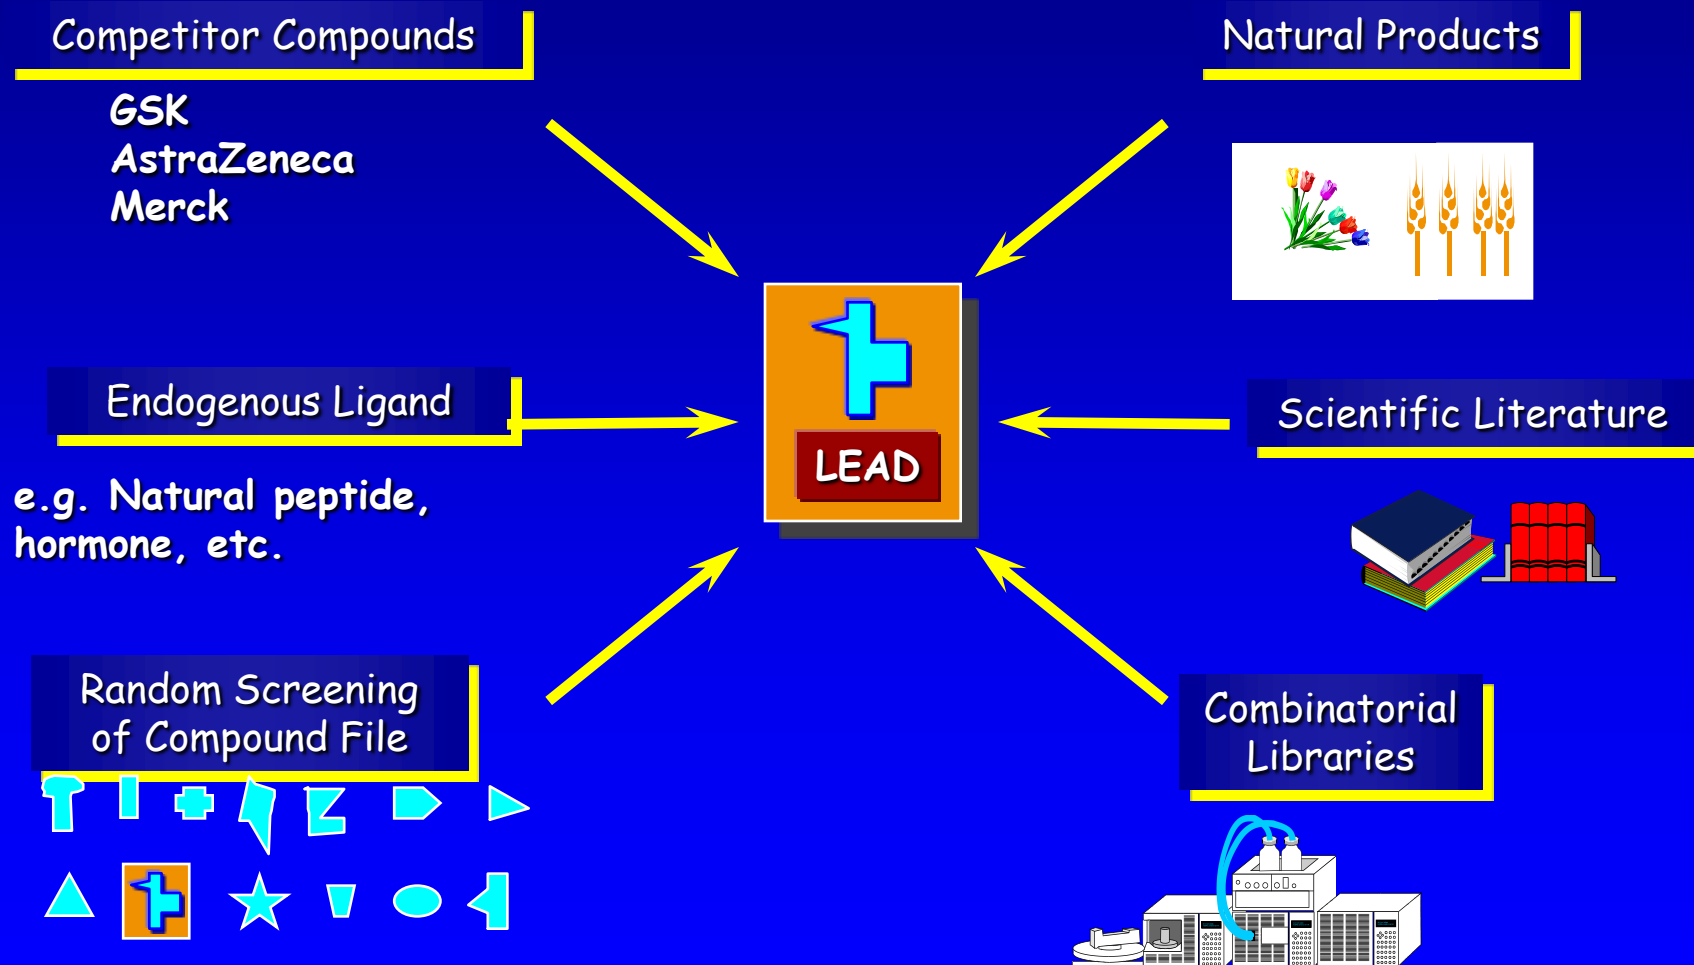 Competitor Compounds
GSK
AstraZeneca
Merck
Natural Products
Endogenous Ligand
e.g. Natural peptide,
hormone, etc.
LEAD
Scientific Literature
Random Screening
of Compound File
Combinatorial
Libraries